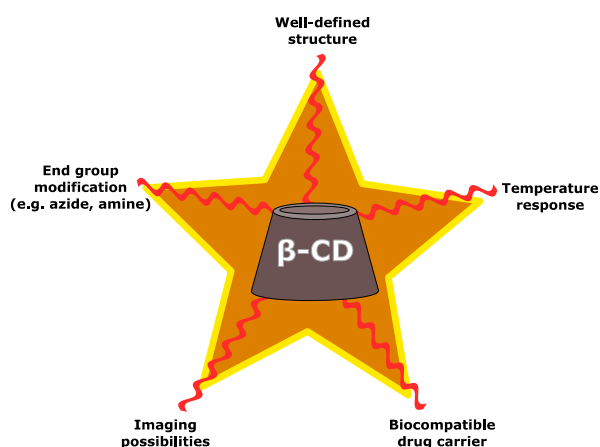 Well-defined
structure
End group
modification
(e.g. azide, amine)
Temperature
response
β-CD
Imaging
possibilities
Biocompatible
drug carrier